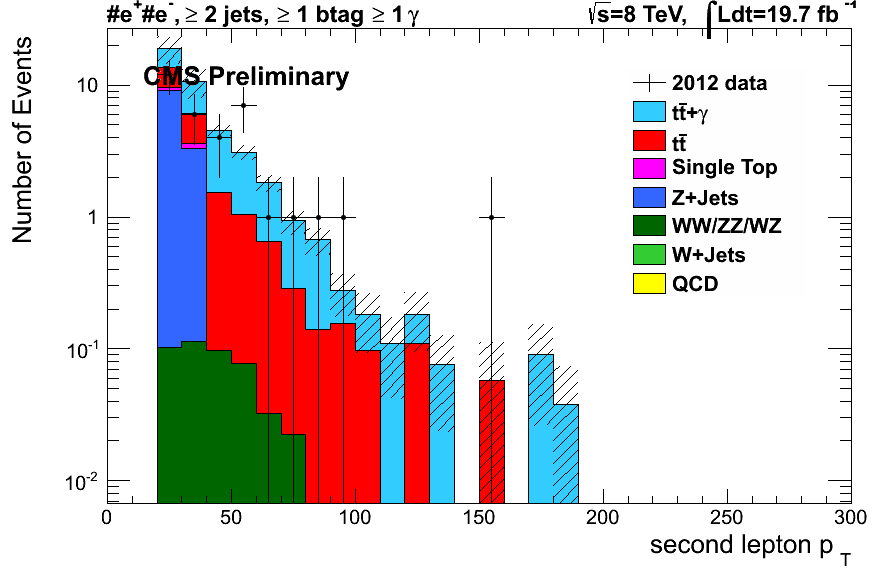 #e+#e-, ≥ 2 jets, ≥ 1 btag ≥ 1 γ
√s=8 TeV, ∫Ldt=19.7 fb-1
CMS Preliminary
Number of Events
10
1
10-1
10-2
2012 data
tt̄+γ
tt̄
Single Top
Z+Jets
WW/ZZ/WZ
W+Jets
QCD
0 50 100 150 200 250 300
second lepton pT